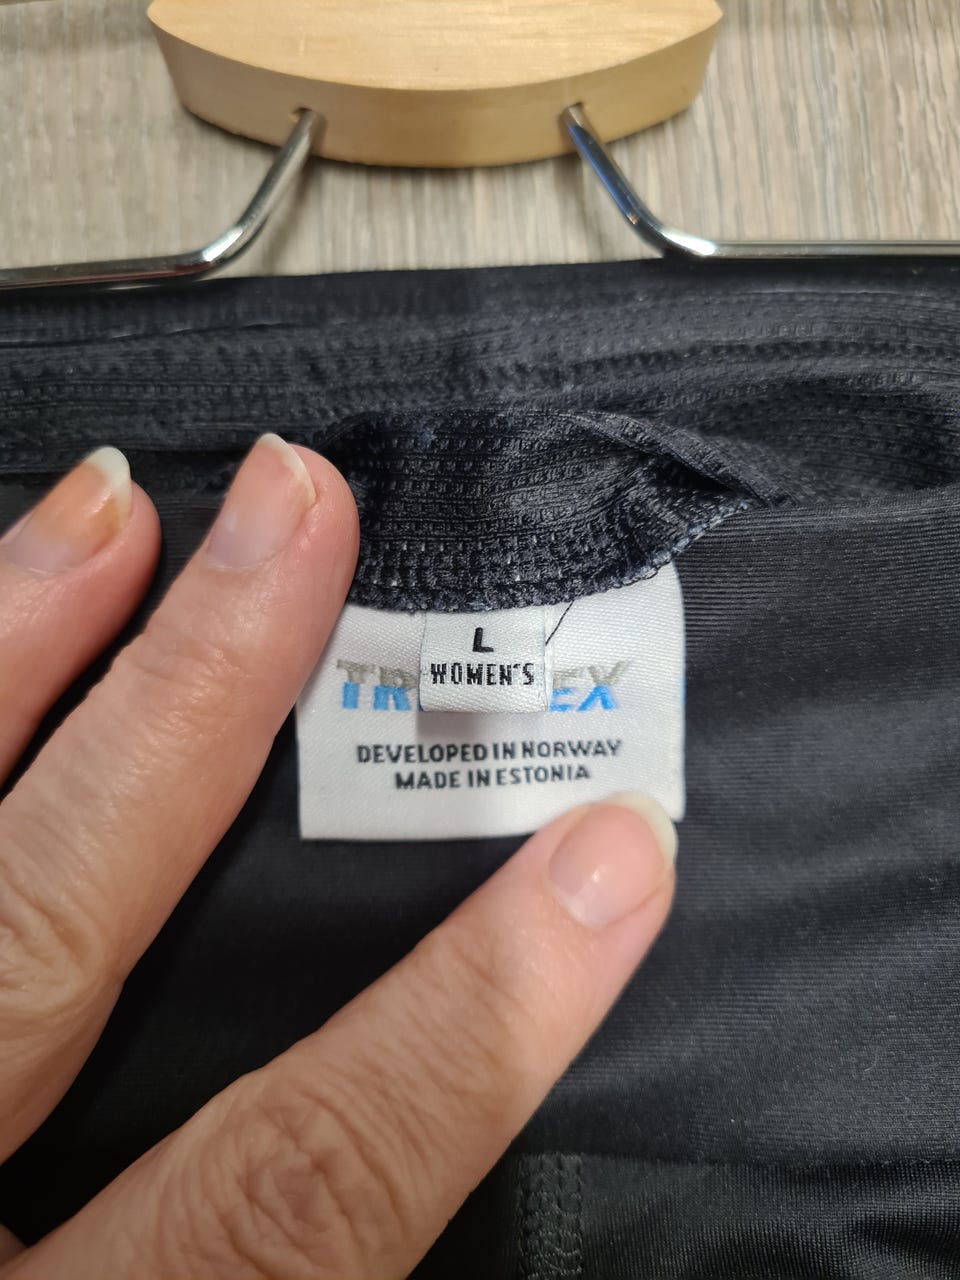 L
WOMEN'S
DEVELOPED IN NORWAY
MADE IN ESTONIA